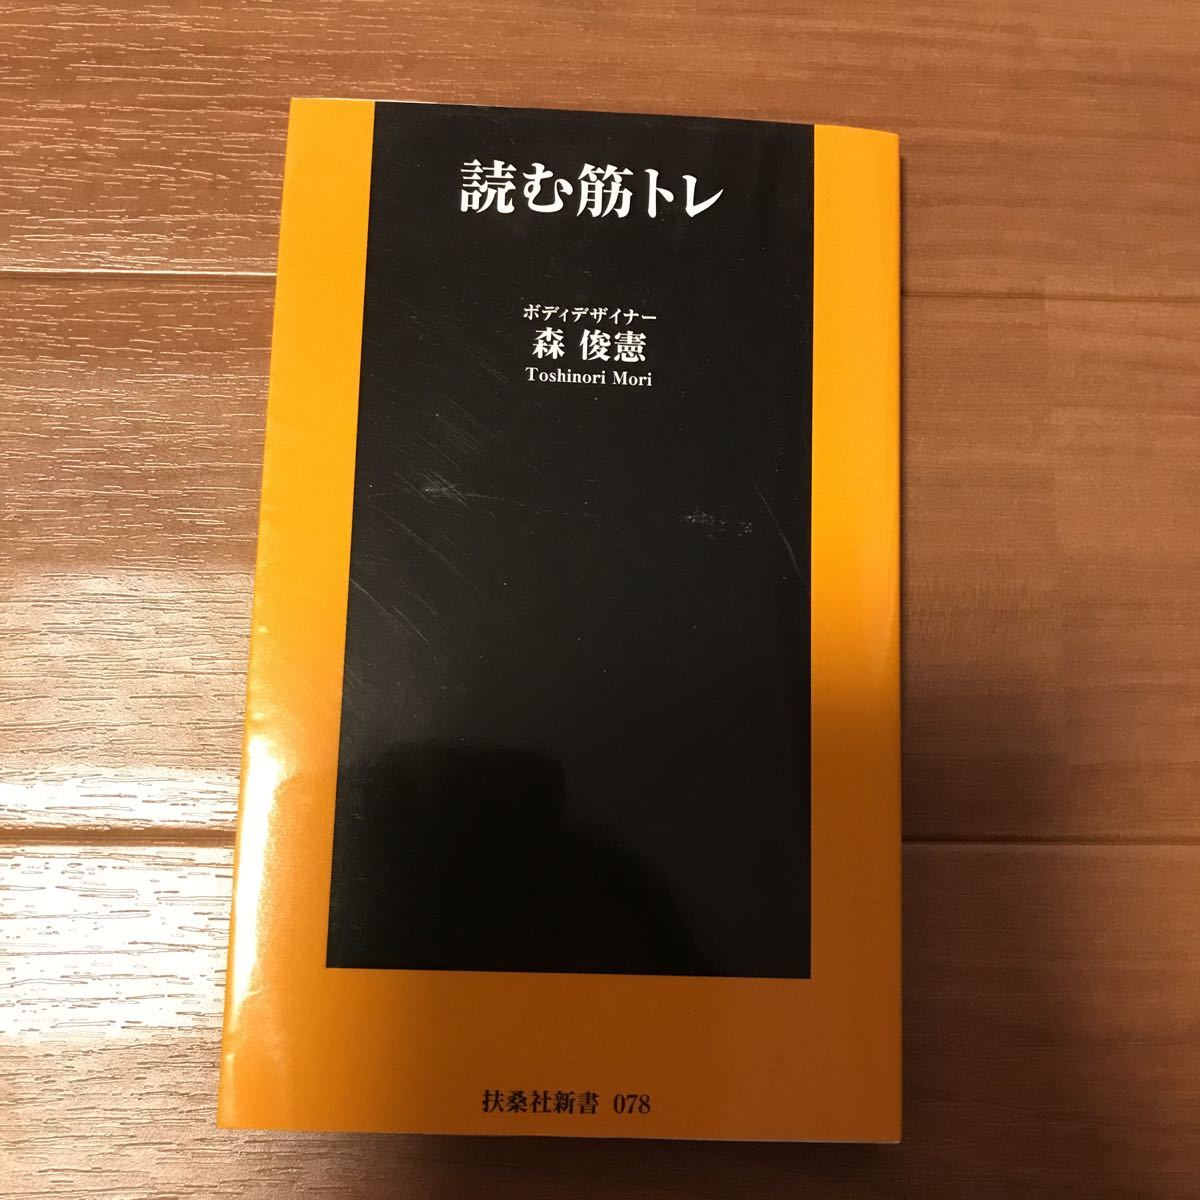 読む筋トレ
ボディデザイナー
森 俊憲
Toshinori Mori
扶桑社新書 078